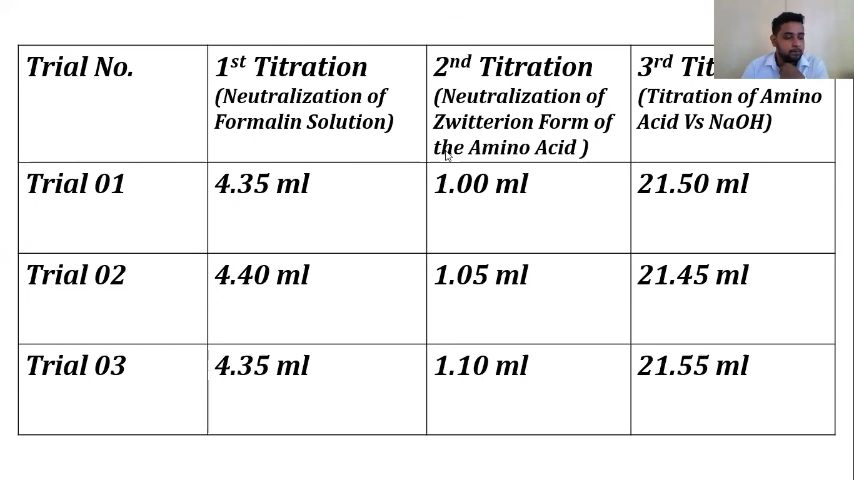 Trial No.
1st Titration
(Neutralization of
Formalin Solution)
2nd Titration
(Neutralization of
Zwitterion Form of
the Amino Acid )
3rd
(Titration of Amino
Acid Vs NaOH)
Trial 01
4.35 ml
1.00 ml
21.50 ml
Trial 02
4.40 ml
1.05 ml
21.45 ml
Trial 03
4.35 ml
1.10 ml
21.55 ml